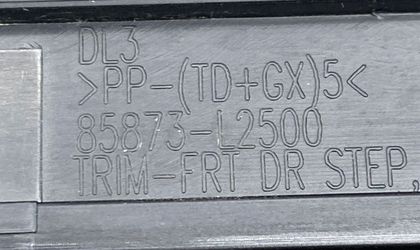 DL3
>PP-(TD+GX)5<
85873-L2500
TRIM-FRT DR STEP,